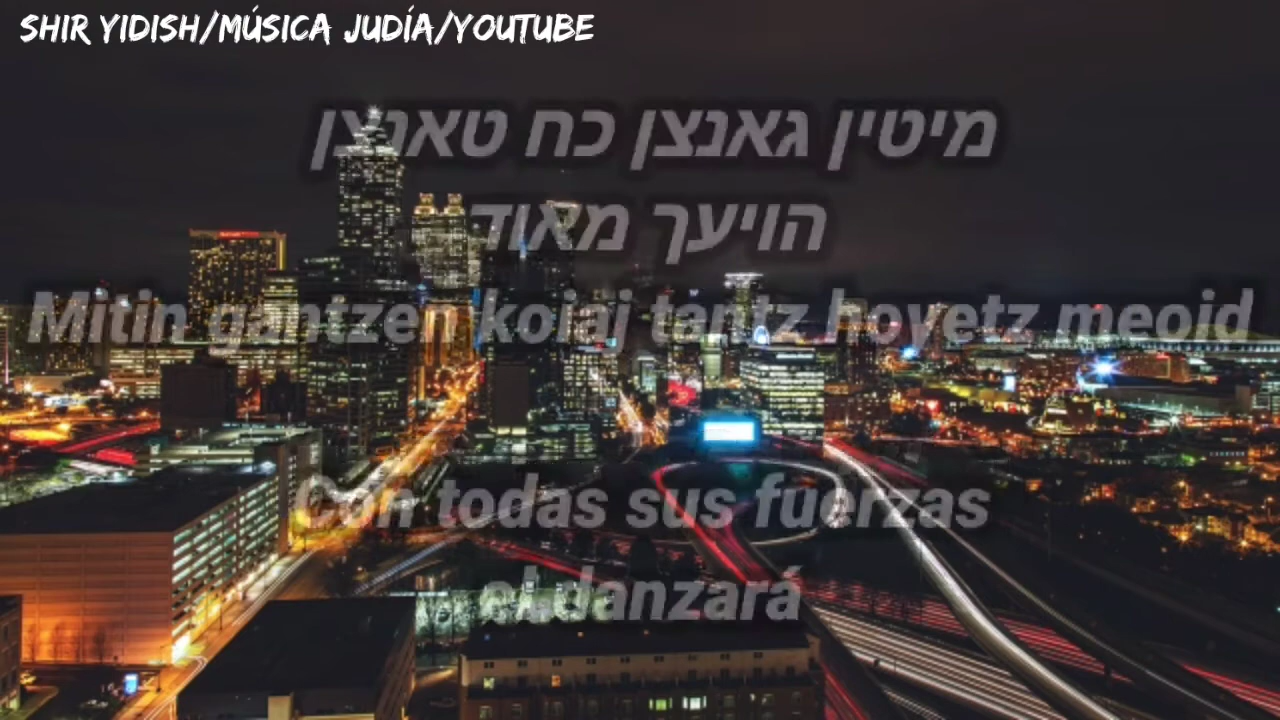 SHIR YIDISH/MÚSICA JUDÍA/YOUTUBE
מיטין גאנצן כח טאנצן
הויעך מאוד
Mitin gantzen koiaj tantz hoyetz meoid
Con todas sus fuerzas
el danzará